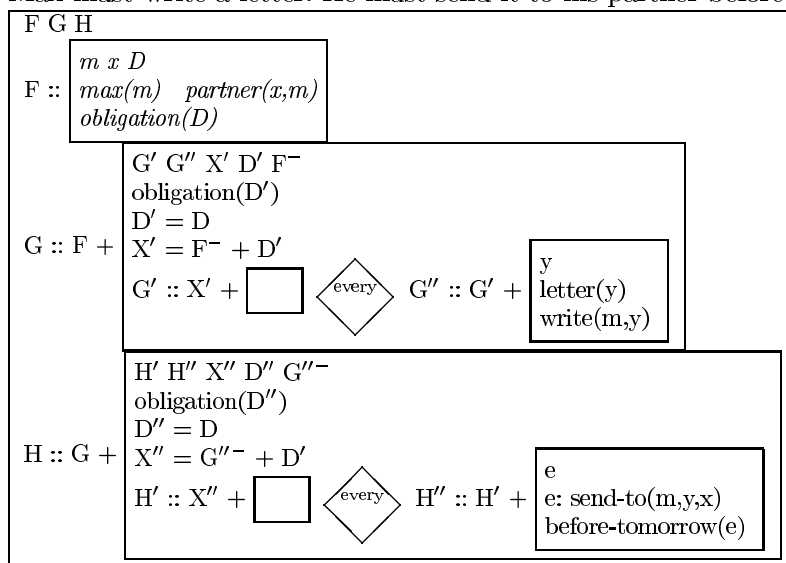 Max must write a letter. He must send it to his partner before
F G H
F :: m x D
max(m) partner(x,m)
obligation(D)
G′ G″ X′ D′ F⁻
obligation(D′)
D′ = D
G :: F + X′ = F⁻ + D′
G′ :: X′ + every G″ :: G′ + y
letter(y)
write(m,y)
H′ H″ X″ D″ G″⁻
obligation(D″)
D″ = D
H :: G + X″ = G″⁻ + D′
H′ :: X″ + every H″ :: H′ + e
e: send-to(m,y,x)
before-tomorrow(e)